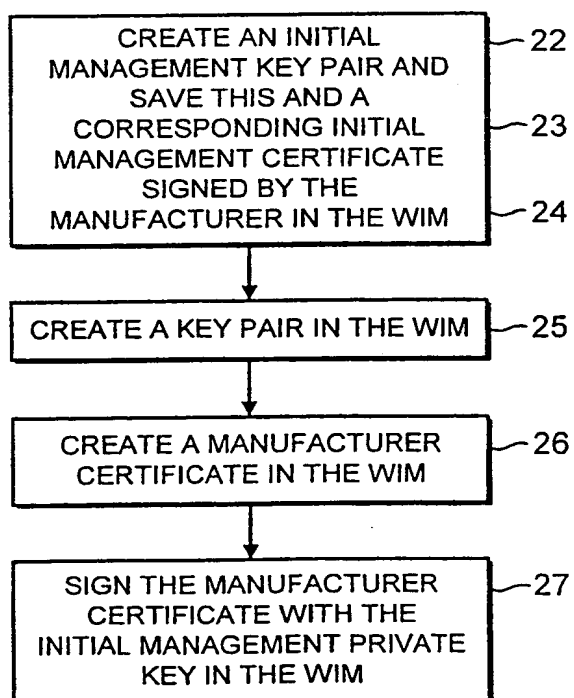 CREATE AN INITIAL 22
MANAGEMENT KEY PAIR AND
SAVE THIS AND A
CORRESPONDING INITIAL 23
MANAGEMENT CERTIFICATE
SIGNED BY THE
MANUFACTURER IN THE WIM 24
CREATE A KEY PAIR IN THE WIM 25
CREATE A MANUFACTURER 26
CERTIFICATE IN THE WIM
SIGN THE MANUFACTURER 27
CERTIFICATE WITH THE
INITIAL MANAGEMENT PRIVATE
KEY IN THE WIM